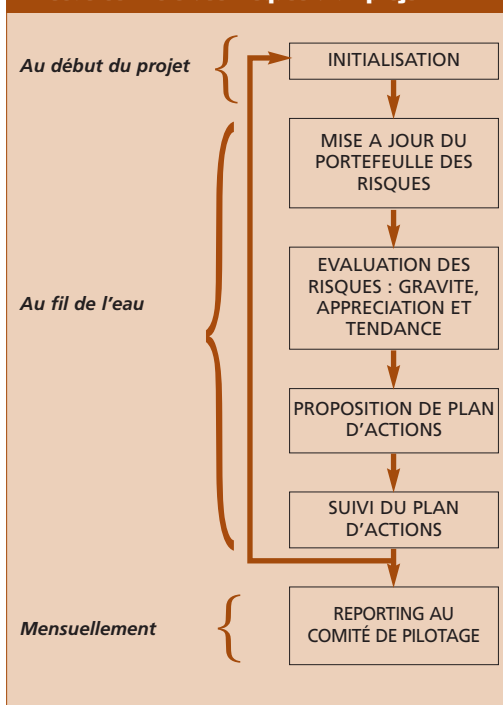 Au début du projet
INITIALISATION
MISE A JOUR DU
PORTEFEULLE DES
RISQUES
Au fil de l'eau
EVALUATION DES
RISQUES : GRAVITE,
APPRECIATION ET
TENDANCE
PROPOSITION DE PLAN
D'ACTIONS
SUIVI DU PLAN
D'ACTIONS
Mensuellement
REPORTING AU
COMITÉ DE PILOTAGE